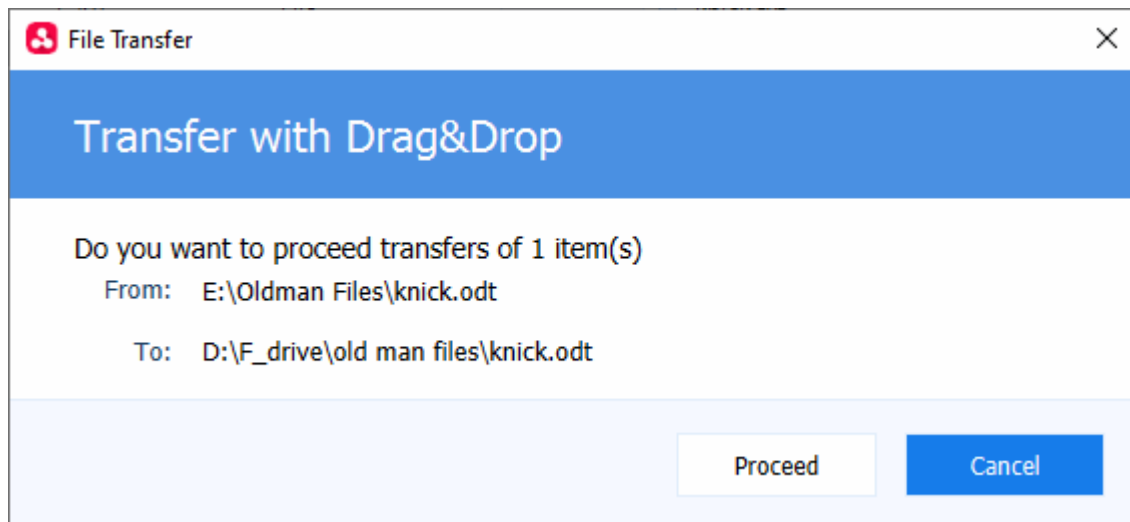 File Transfer
Transfer with Drag&Drop
Do you want to proceed transfers of 1 item(s)
From: E:\Oldman Files\knick.odt
To: D:\F_drive\old man files\knick.odt
Proceed Cancel